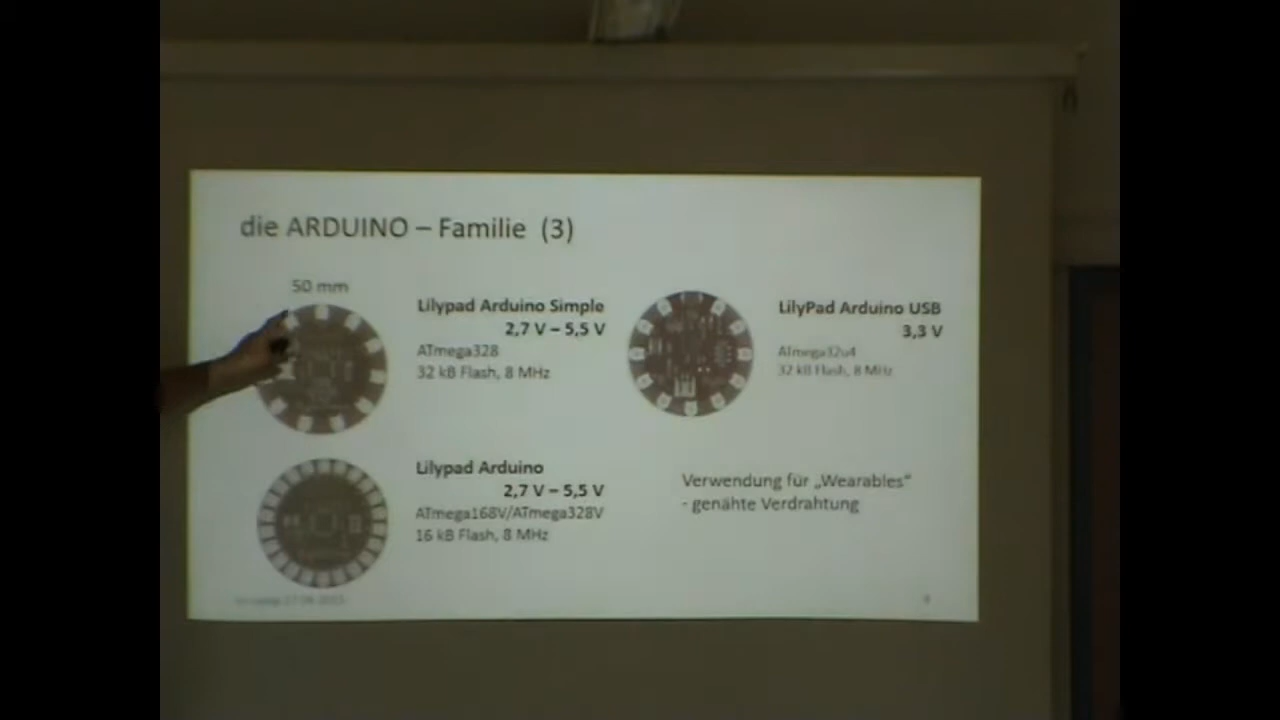 die ARDUINO – Familie (3)
50 mm
Lilypad Arduino Simple
2,7 V – 5,5 V
ATmega328
32 kB Flash, 8 MHz
LilyPad Arduino USB
3,3 V
ATmega32u4
32 kB Flash, 8 MHz
Lilypad Arduino
2,7 V – 5,5 V
ATmega168V/ATmega328V
16 kB Flash, 8 MHz
Verwendung für „Wearables“
- genähte Verdrahtung